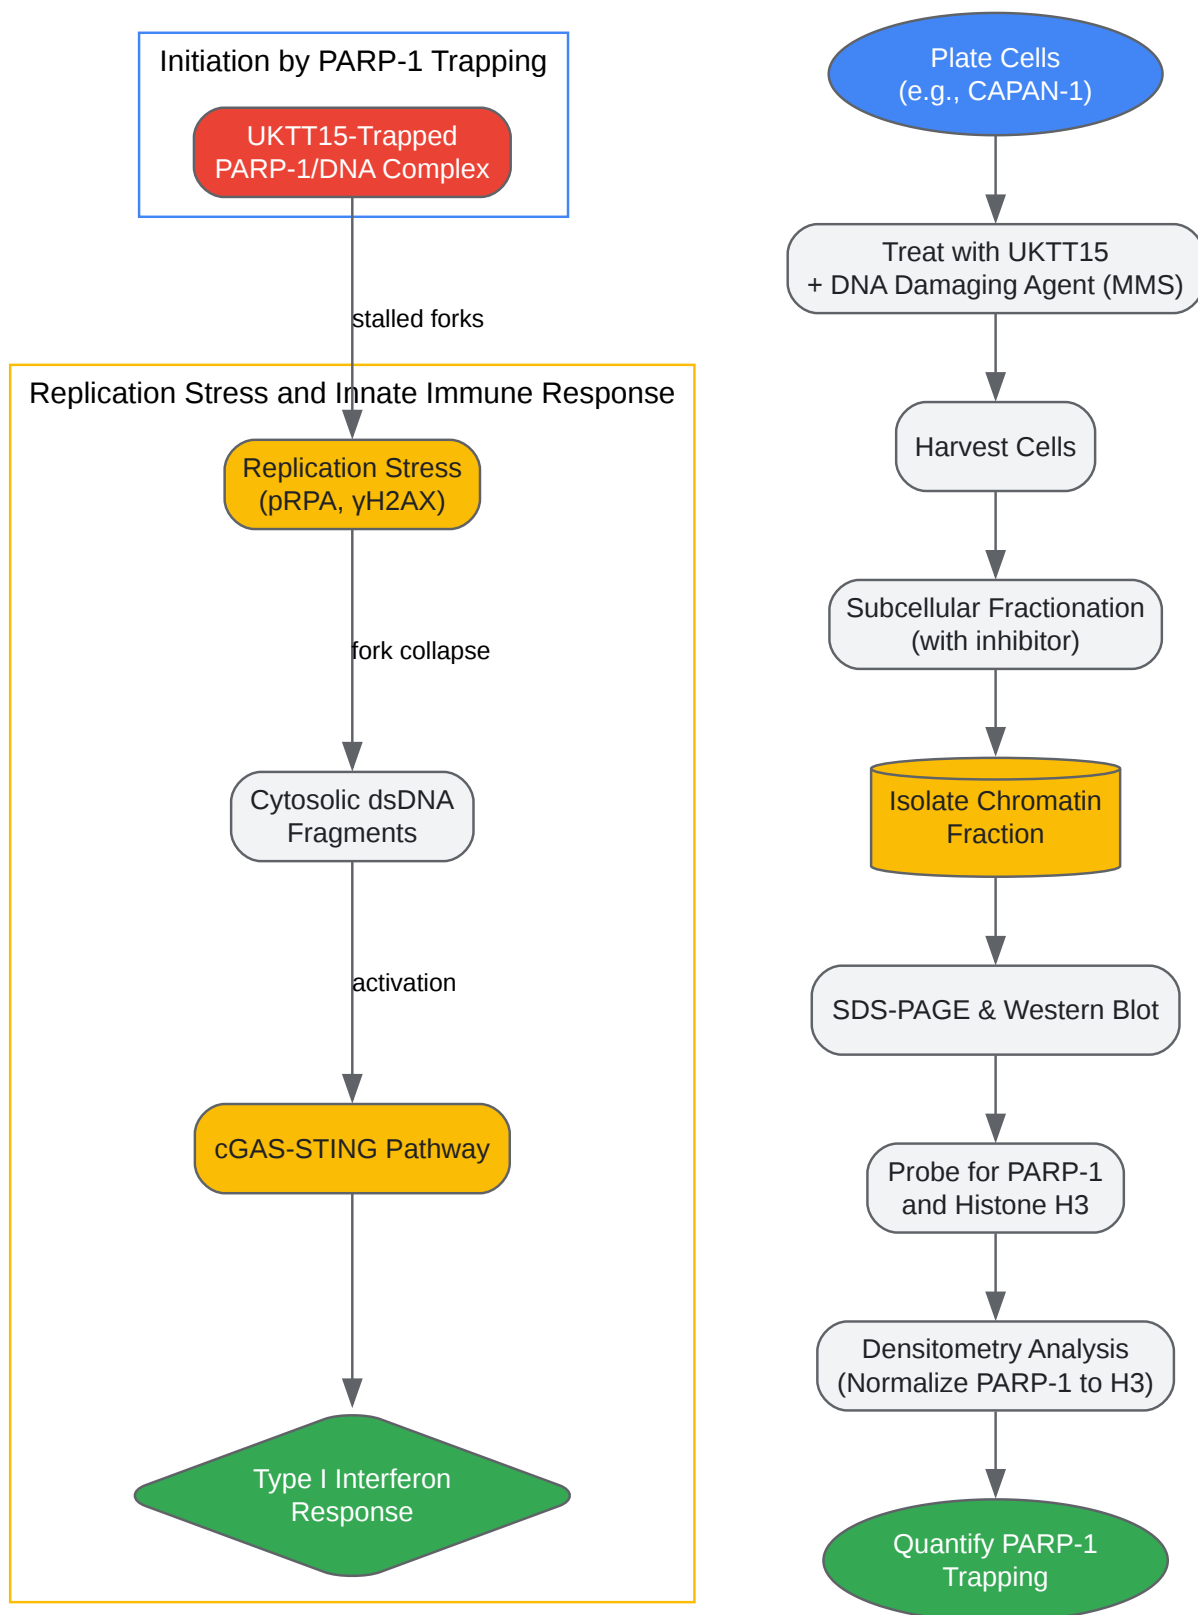 Initiation by PARP-1 Trapping
UKTT15-Trapped
PARP-1/DNA Complex
stalled forks
Replication Stress and Innate Immune Response
Replication Stress
(pRPA, γH2AX)
fork collapse
Cytosolic dsDNA
Fragments
activation
cGAS-STING Pathway
Type I Interferon
Response
Plate Cells
(e.g., CAPAN-1)
Treat with UKTT15
+ DNA Damaging Agent (MMS)
Harvest Cells
Subcellular Fractionation
(with inhibitor)
Isolate Chromatin
Fraction
SDS-PAGE & Western Blot
Probe for PARP-1
and Histone H3
Densitometry Analysis
(Normalize PARP-1 to H3)
Quantify PARP-1
Trapping